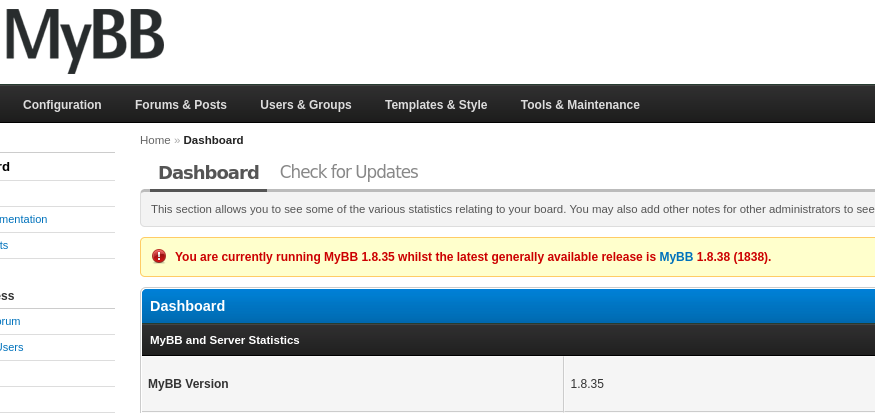 MyBB
Configuration Forums & Posts Users & Groups Templates & Style Tools & Maintenance
Home » Dashboard
Dashboard Check for Updates
This section allows you to see some of the various statistics relating to your board. You may also add other notes for other administrators to see
You are currently running MyBB 1.8.35 whilst the latest generally available release is MyBB 1.8.38 (1838).
Dashboard
MyBB and Server Statistics
MyBB Version 1.8.35
rd
mentation
ts
ess
orum
Users